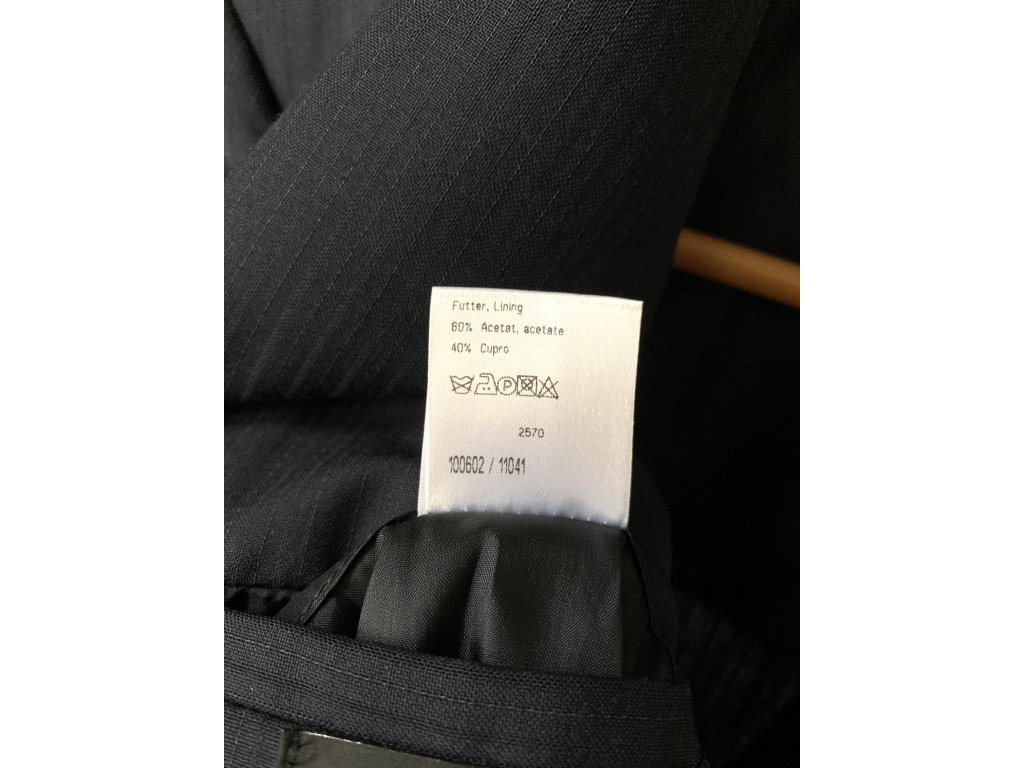 Futter, Lining
60% Acetat, acetate
40% Cupro
P
2570
100602 / 11041